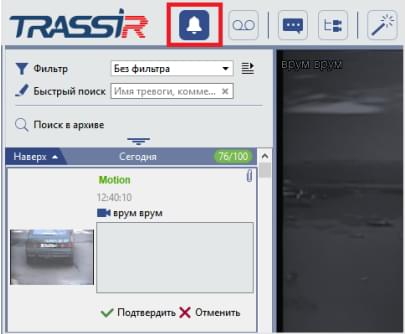 TRASSIR
Фильтр
Без фильтра
Быстрый поиск
Имя тревоги, комме...
Поиск в архиве
Наверх
Сегодня
76/100
Motion
12:40:10
врум врум
Подтвердить
Отменить
врум врум